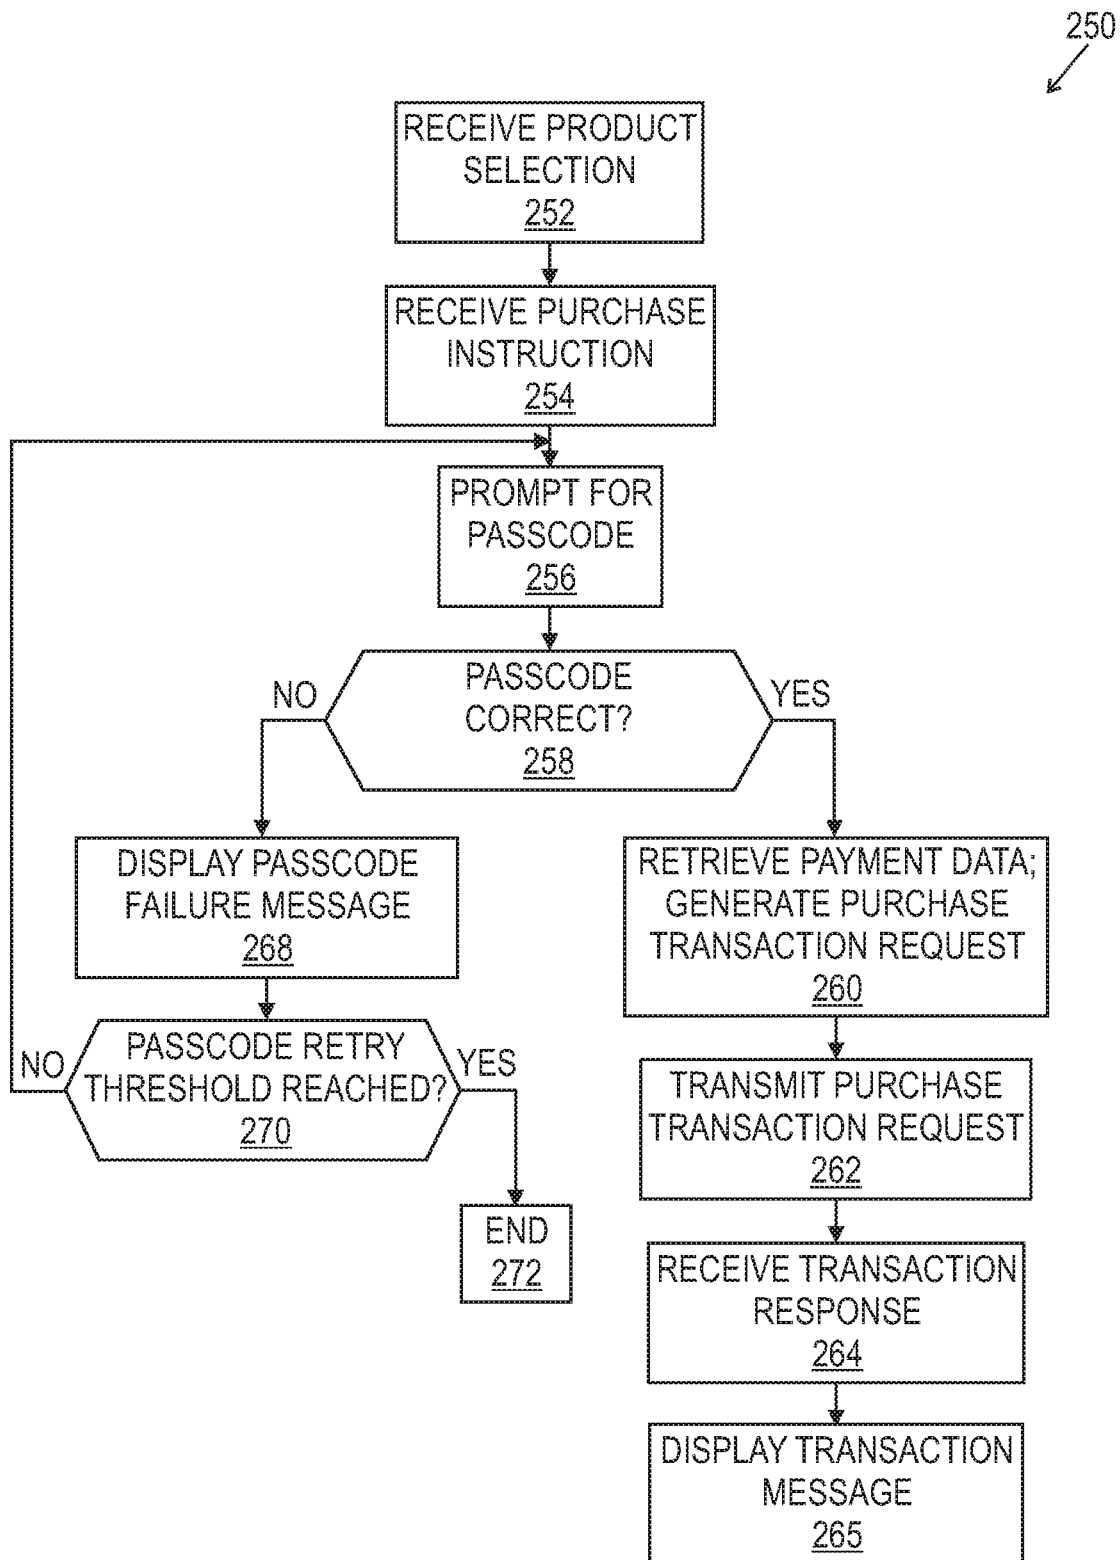 250
RECEIVE PRODUCT
SELECTION
252
RECEIVE PURCHASE
INSTRUCTION
254
PROMPT FOR
PASSCODE
256
PASSCODE
CORRECT?
258
NO
YES
DISPLAY PASSCODE
FAILURE MESSAGE
268
PASSCODE RETRY
THRESHOLD REACHED?
270
NO
YES
END
272
RETRIEVE PAYMENT DATA;
GENERATE PURCHASE
TRANSACTION REQUEST
260
TRANSMIT PURCHASE
TRANSACTION REQUEST
262
RECEIVE TRANSACTION
RESPONSE
264
DISPLAY TRANSACTION
MESSAGE
265